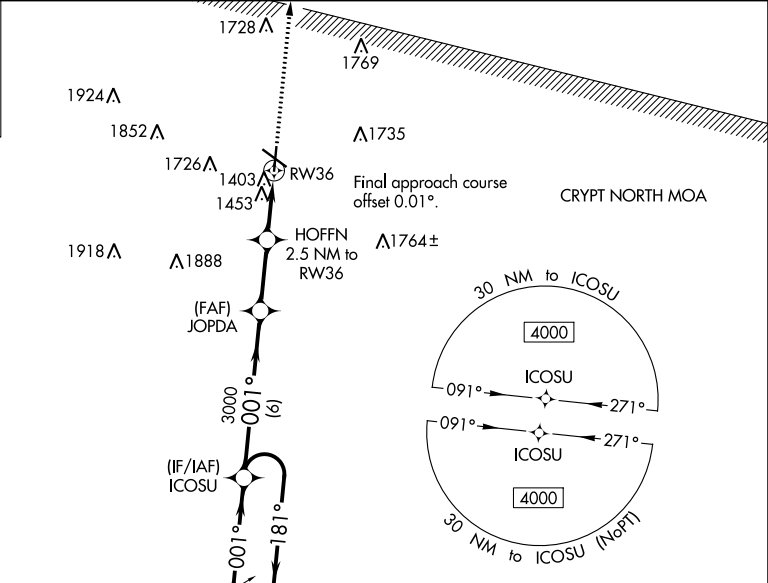 1728
1769
1924
1852
1735
1726
1403
RW36
1453
Final approach course
offset 0.01°.
CRYPT NORTH MOA
HOFFN
2.5 NM to
RW36
1764±
1918
1888
(FAF)
JOPDA
3000
001°
(6)
(IF/IAF)
ICOSU
001°
181°
30 NM to ICOSU
4000
ICOSU
091°
271°
091°
271°
ICOSU
4000
30 NM to ICOSU (NoPT)